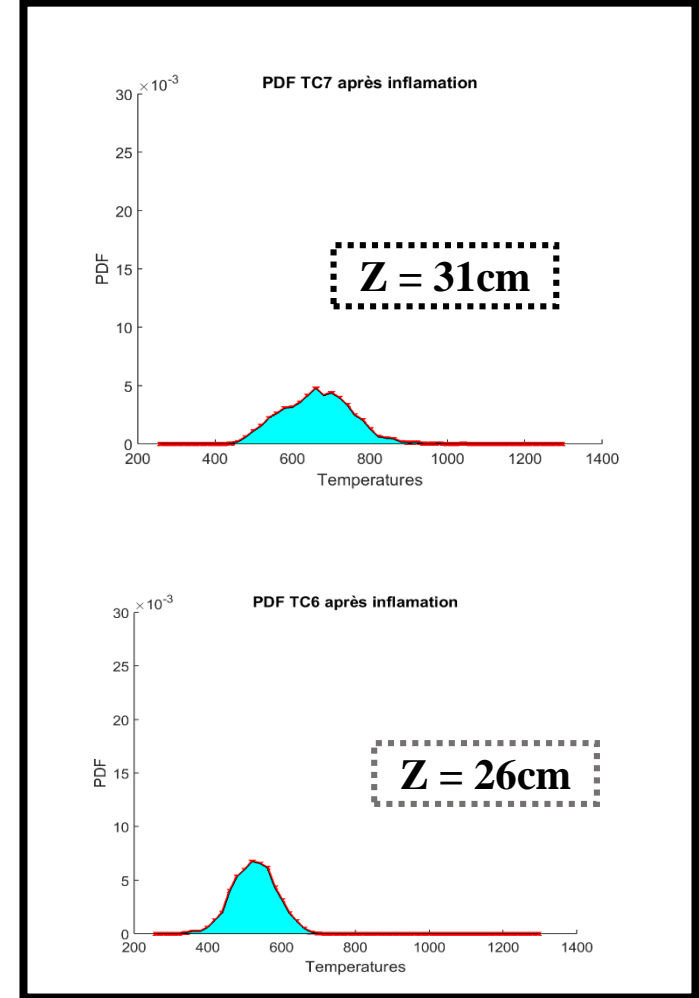 PDF TC7 après inflamation
×10-3
30
25
20
15
10
5
0
PDF
Z = 31cm
200 400 600 800 1000 1200 1400
Temperatures
PDF TC6 après inflamation
×10-3
30
25
20
15
10
5
0
PDF
Z = 26cm
200 400 600 800 1000 1200 1400
Temperatures